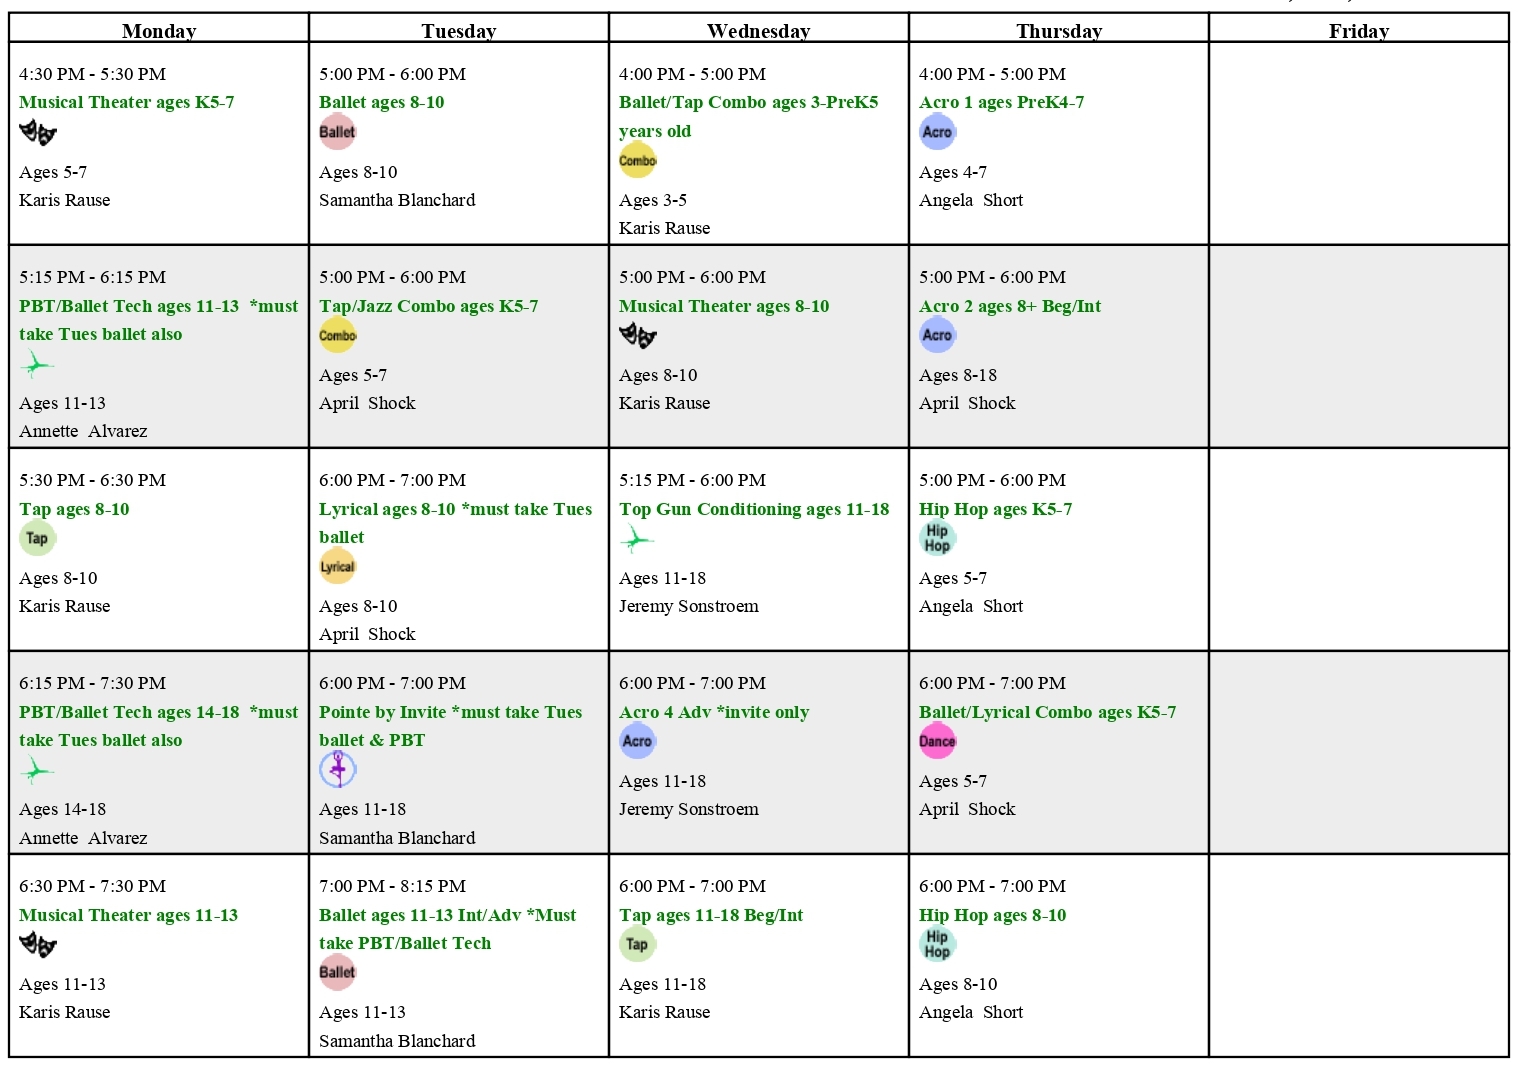 Monday
Tuesday
Wednesday
Thursday
Friday
4:30 PM - 5:30 PM
Musical Theater ages K5-7
Ages 5-7
Karis Rause
5:00 PM - 6:00 PM
Ballet ages 8-10
Ballet
Ages 8-10
Samantha Blanchard
4:00 PM - 5:00 PM
Ballet/Tap Combo ages 3-PreK5
years old
Combo
Ages 3-5
Karis Rause
4:00 PM - 5:00 PM
Acro 1 ages PreK4-7
Acro
Ages 4-7
Angela  Short
5:15 PM - 6:15 PM
PBT/Ballet Tech ages 11-13  *must
take Tues ballet also
Ages 11-13
Annette  Alvarez
5:00 PM - 6:00 PM
Tap/Jazz Combo ages K5-7
Combo
Ages 5-7
April  Shock
5:00 PM - 6:00 PM
Musical Theater ages 8-10
Ages 8-10
Karis Rause
5:00 PM - 6:00 PM
Acro 2 ages 8+ Beg/Int
Acro
Ages 8-18
April  Shock
5:30 PM - 6:30 PM
Tap ages 8-10
Tap
Ages 8-10
Karis Rause
6:00 PM - 7:00 PM
Lyrical ages 8-10 *must take Tues
ballet
Lyrical
Ages 8-10
April  Shock
5:15 PM - 6:00 PM
Top Gun Conditioning ages 11-18
Ages 11-18
Jeremy Sonstroem
5:00 PM - 6:00 PM
Hip Hop ages K5-7
Hip
Hop
Ages 5-7
Angela  Short
6:15 PM - 7:30 PM
PBT/Ballet Tech ages 14-18  *must
take Tues ballet also
Ages 14-18
Annette  Alvarez
6:00 PM - 7:00 PM
Pointe by Invite *must take Tues
ballet & PBT
Ages 11-18
Samantha Blanchard
6:00 PM - 7:00 PM
Acro 4 Adv *invite only
Acro
Ages 11-18
Jeremy Sonstroem
6:00 PM - 7:00 PM
Ballet/Lyrical Combo ages K5-7
Dance
Ages 5-7
April  Shock
6:30 PM - 7:30 PM
Musical Theater ages 11-13
Ages 11-13
Karis Rause
7:00 PM - 8:15 PM
Ballet ages 11-13 Int/Adv *Must
take PBT/Ballet Tech
Ballet
Ages 11-13
Samantha Blanchard
6:00 PM - 7:00 PM
Tap ages 11-18 Beg/Int
Tap
Ages 11-18
Karis Rause
6:00 PM - 7:00 PM
Hip Hop ages 8-10
Hip
Hop
Ages 8-10
Angela  Short